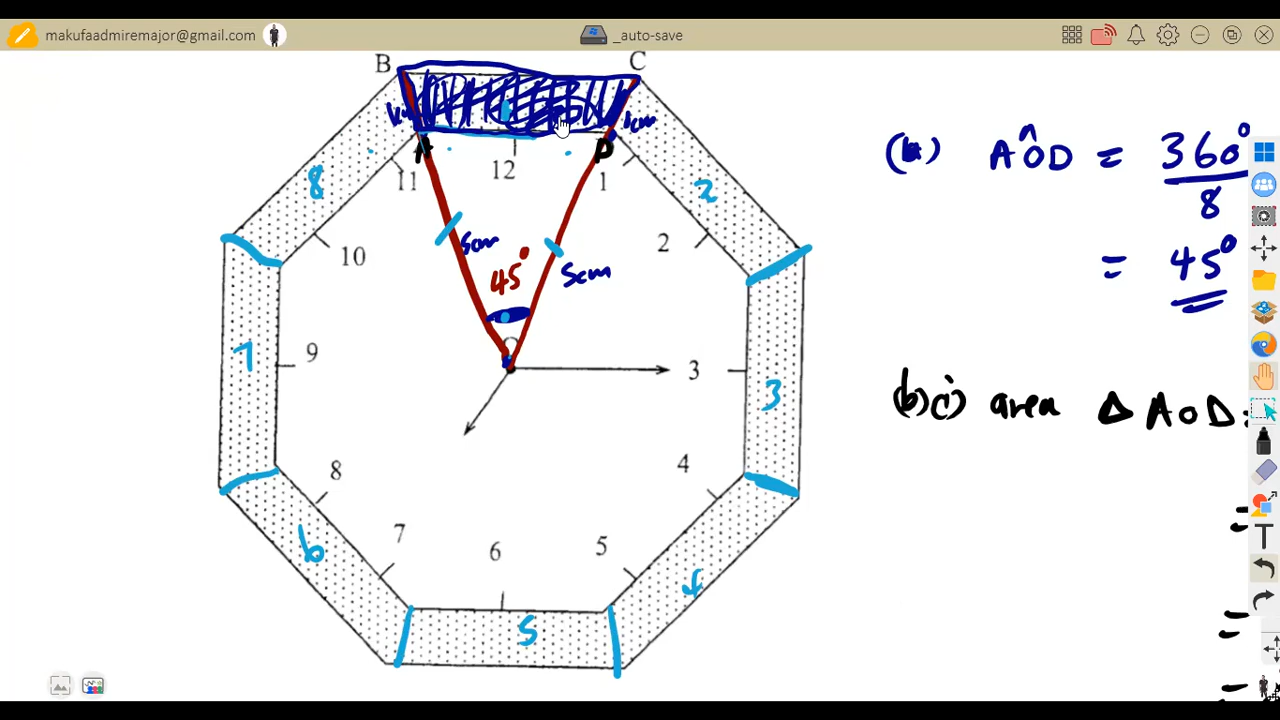 makufaadmiremajor@gmail.com
_auto-save
B
C
1cm
A
D
11
12
1
8
2
10
2
5cm
45°
5cm
O
7
9
3
3
8
4
6
7
6
5
5
(a) AÔD = 360°
8
= 45°
(b)(i) area Δ AOD =
=
=
=